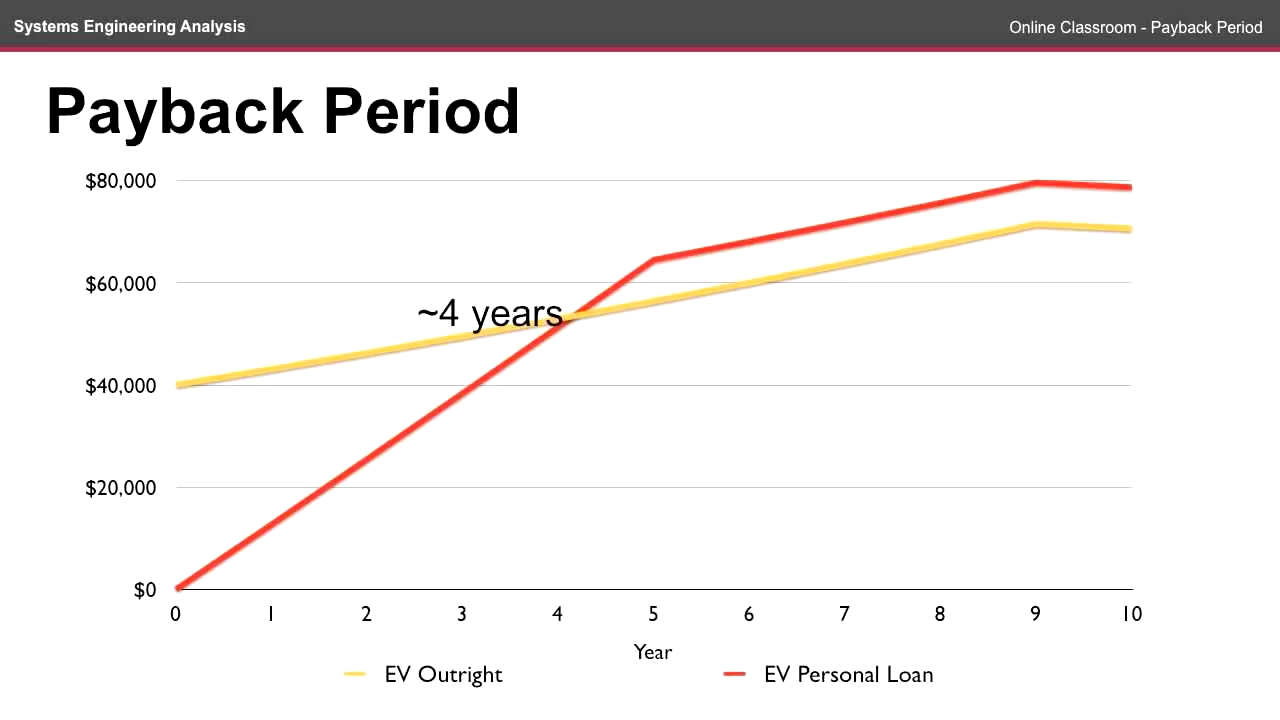 Systems Engineering Analysis
Online Classroom - Payback Period
Payback Period
$80,000
$60,000
~4 years
$40,000
$20,000
$0
0 1 2 3 4 5 6 7 8 9 10
Year
EV Outright
EV Personal Loan